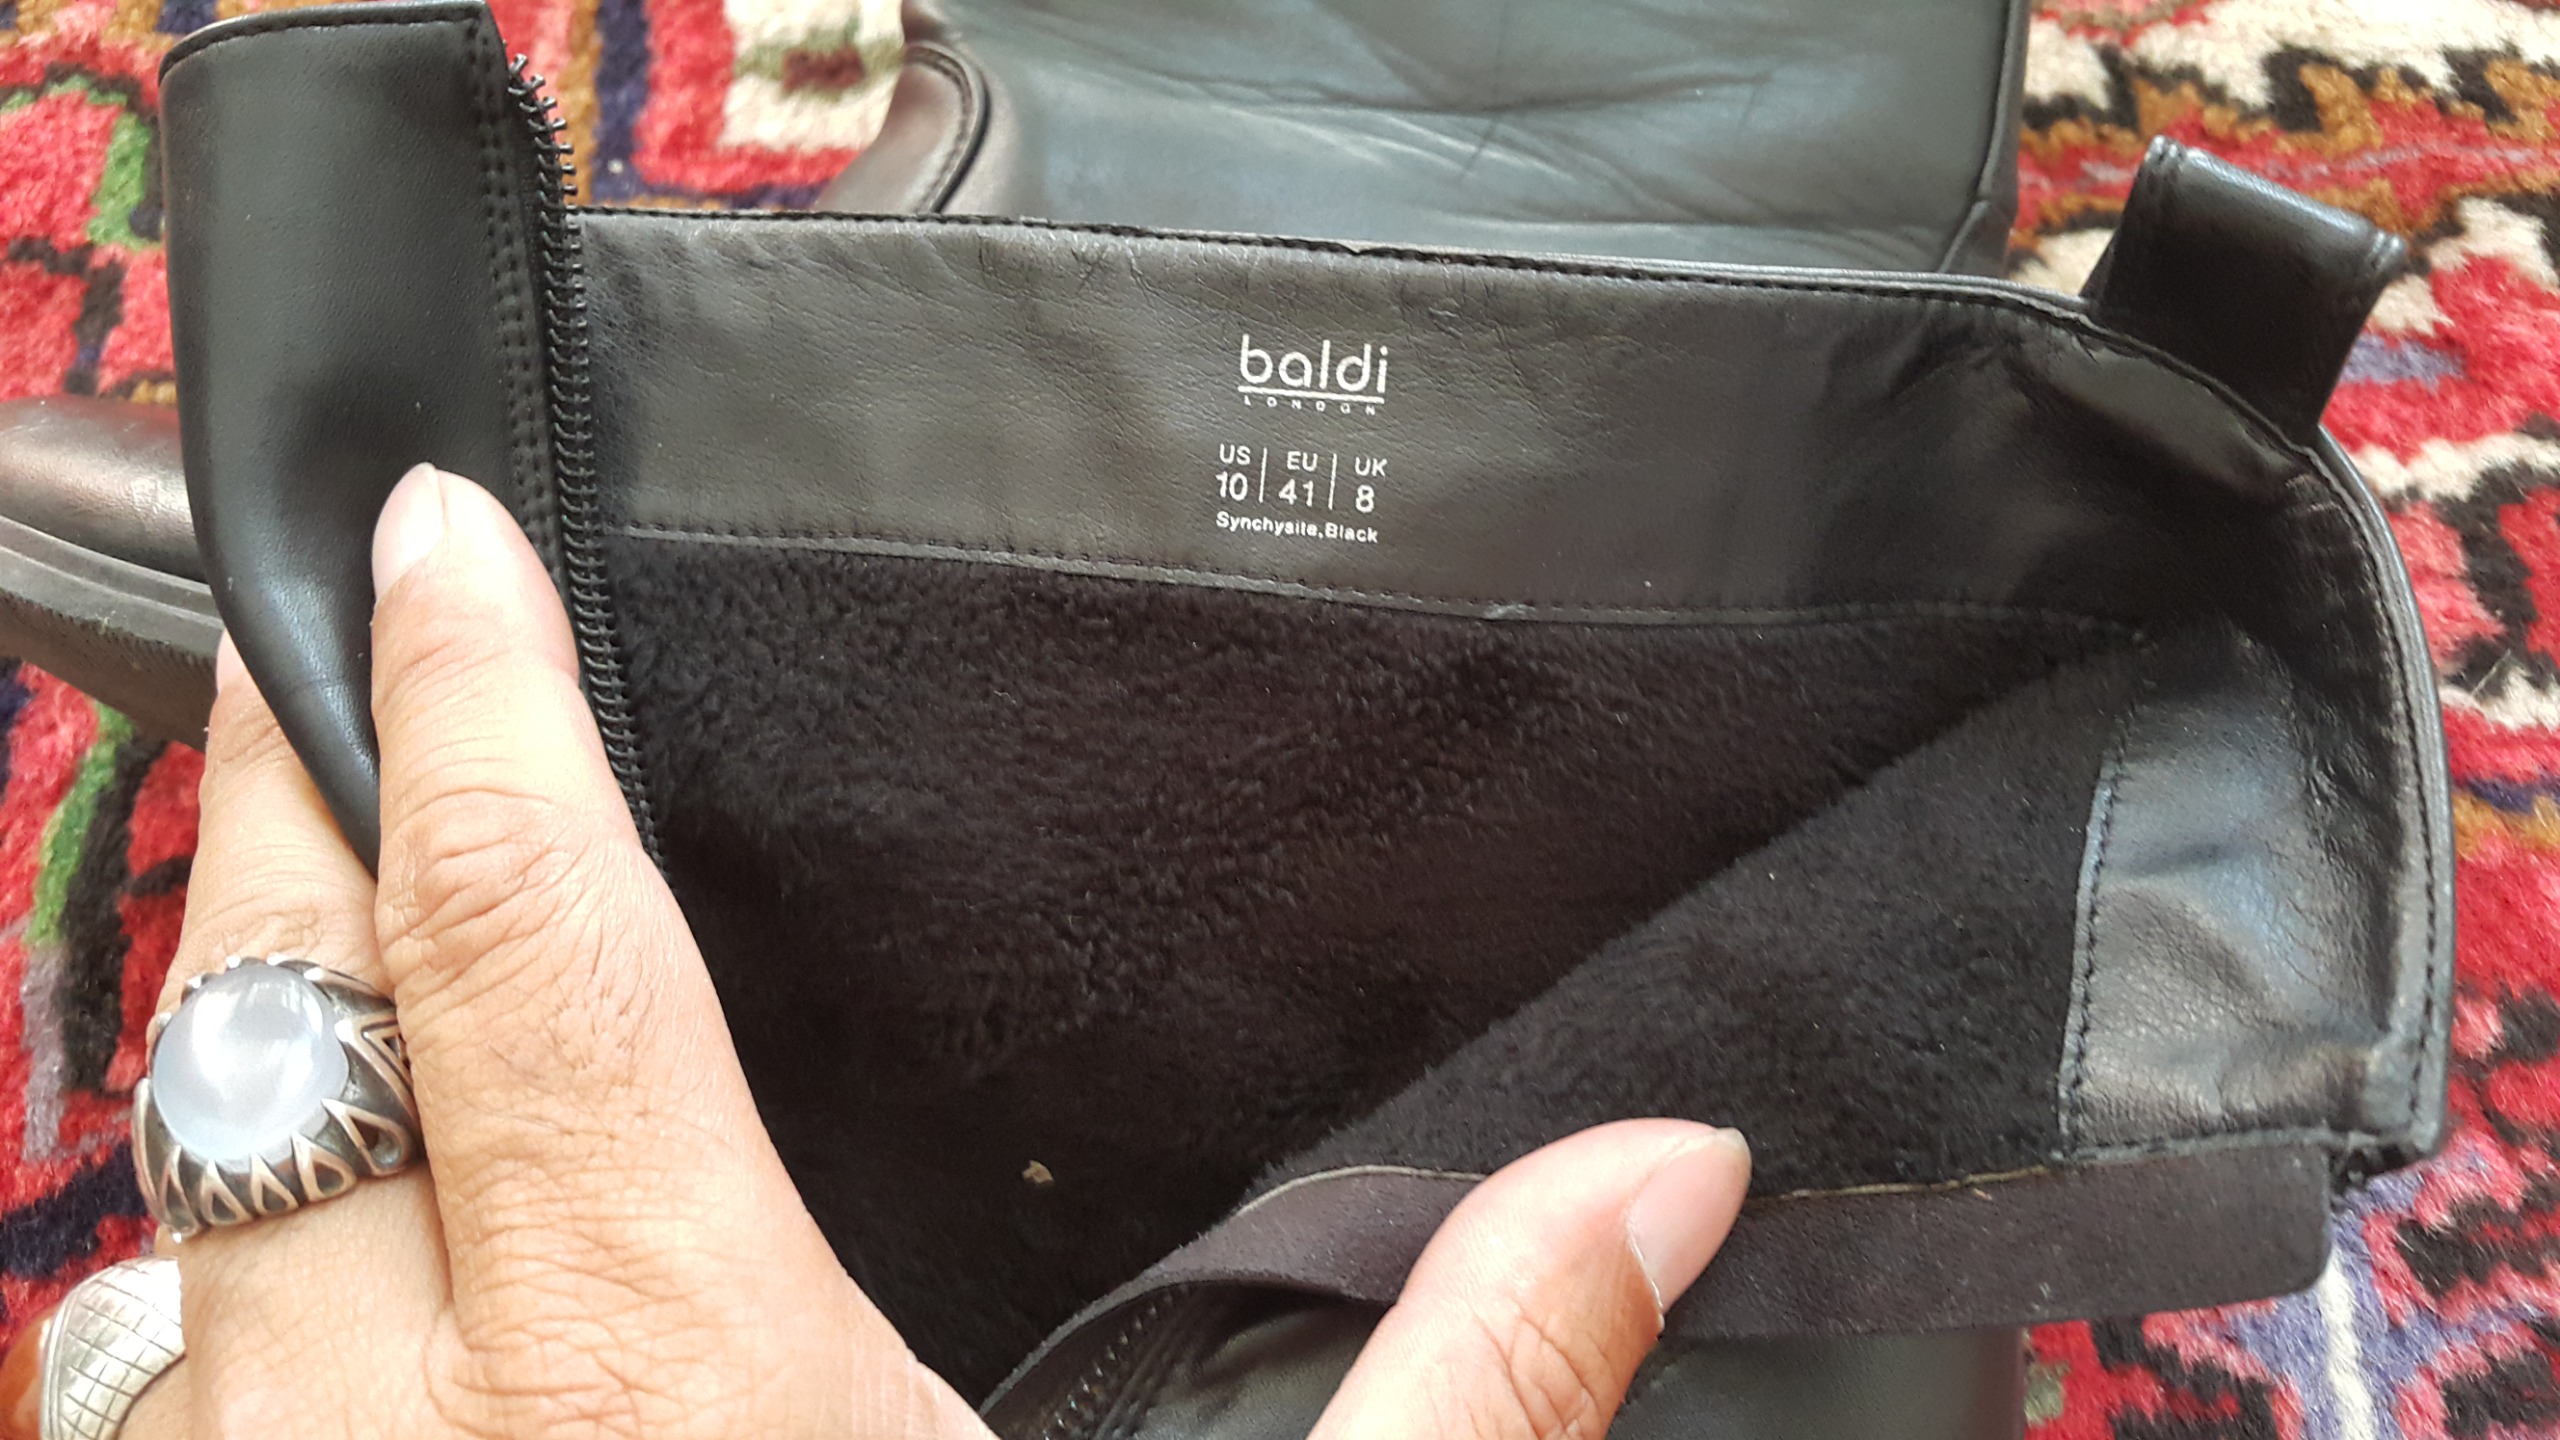 baldi
LONDON
US | EU | UK
10 | 41 | 8
Synchysite,Black